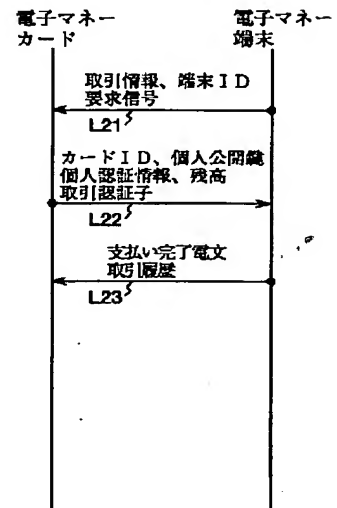 電子マネー
カード
電子マネー
端末
取引情報、端末ID
要求信号
L21
カードID、個人公開鍵
個人認証情報、残高
取引認証子
L22
支払い完了電文
取引履歴
L23